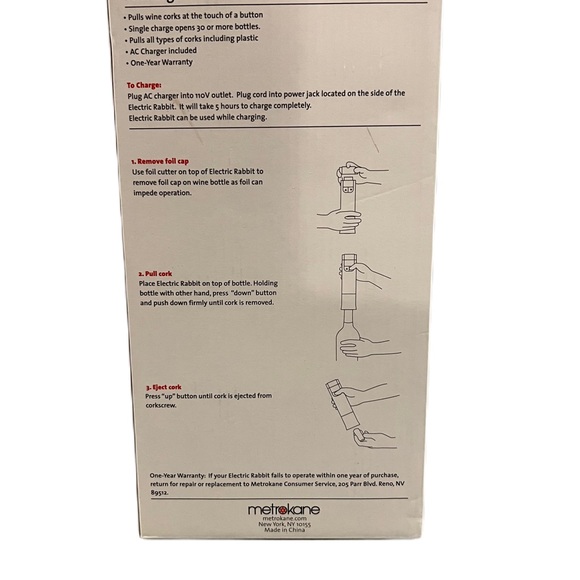 • Pulls wine corks at the touch of a button
• Single charge opens 30 or more bottles.
• Pulls all types of corks including plastic
• AC Charger included
• One-Year Warranty
To Charge:
Plug AC charger into 110V outlet. Plug cord into power jack located on the side of the
Electric Rabbit. It will take 5 hours to charge completely.
Electric Rabbit can be used while charging.
1. Remove foil cap
Use foil cutter on top of Electric Rabbit to
remove foil cap on wine bottle as foil can
impede operation.
2. Pull cork
Place Electric Rabbit on top of bottle. Holding
bottle with other hand, press "down" button
and push down firmly until cork is removed.
3. Eject cork
Press "up" button until cork is ejected from
corkscrew.
One-Year Warranty: If your Electric Rabbit fails to operate within one year of purchase,
return for repair or replacement to Metrokane Consumer Service, 205 Parr Blvd. Reno, NV
89512.
metrokane
metrokane.com
New York, NY 10155
Made in China